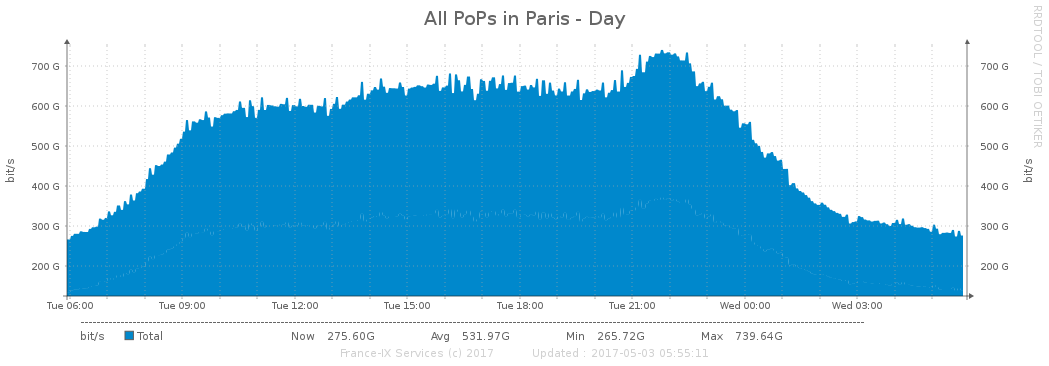 All PoPs in Paris - Day
RRDTOOL / TOBI OETIKER
bit/s
700 G
600 G
500 G
400 G
300 G
200 G
700 G
600 G
500 G
400 G
300 G
200 G
bit/s
Tue 06:00 Tue 09:00 Tue 12:00 Tue 15:00 Tue 18:00 Tue 21:00 Wed 00:00 Wed 03:00
bit/s Total Now 275.60G Avg 531.97G Min 265.72G Max 739.64G
France-IX Services (c) 2017 Updated : 2017-05-03 05:55:11